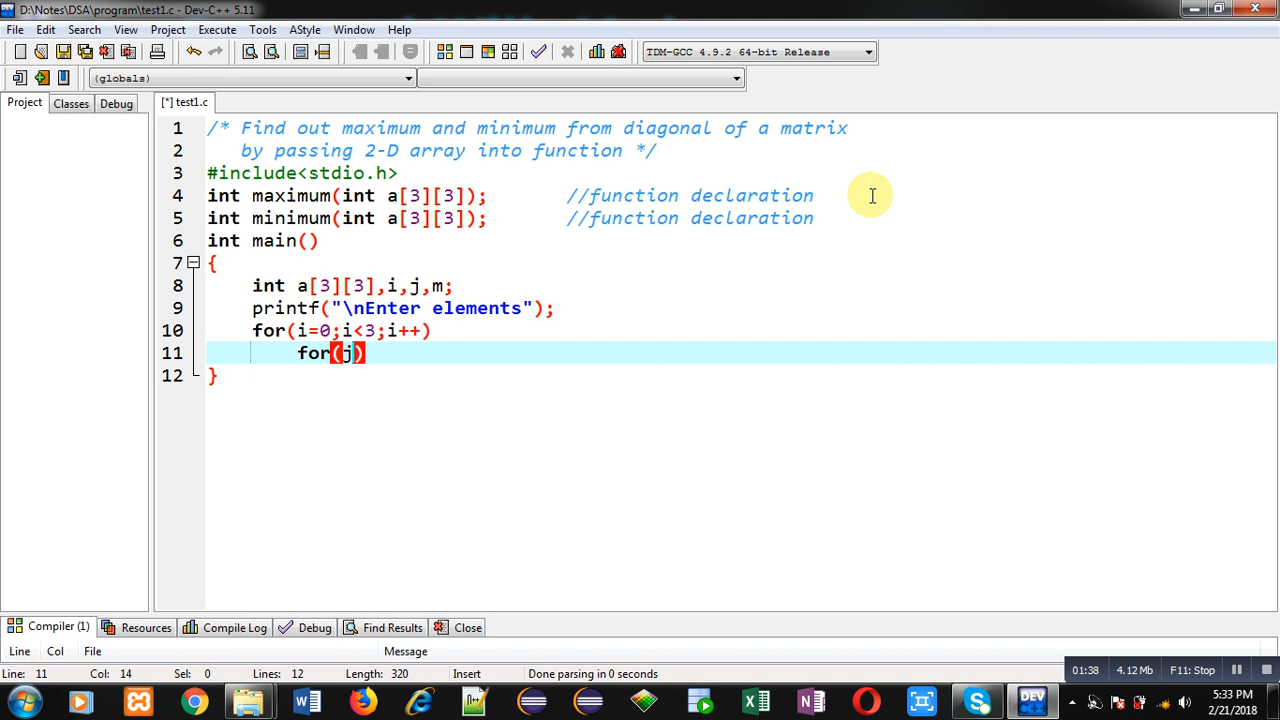 D:\Notes\DSA\program\test1.c - Dev-C++ 5.11
File Edit Search View Project Execute Tools AStyle Window Help
TDM-GCC 4.9.2 64-bit Release
(globals)
Project Classes Debug [*] test1.c
1 /* Find out maximum and minimum from diagonal of a matrix
2 by passing 2-D array into function */
3 #include<stdio.h>
4 int maximum(int a[3][3]); //function declaration
5 int minimum(int a[3][3]); //function declaration
6 int main()
7 {
8 int a[3][3],i,j,m;
9 printf("\nEnter elements");
10 for(i=0;i<3;i++)
11 for(j)
12 }
Compiler (1) Resources Compile Log Debug Find Results Close
Line Col File Message
Line: 11 Col: 14 Sel: 0 Lines: 12 Length: 320 Insert Done parsing in 0 seconds
01:38 4.12 Mb F11: Stop
5:33 PM
2/21/2018